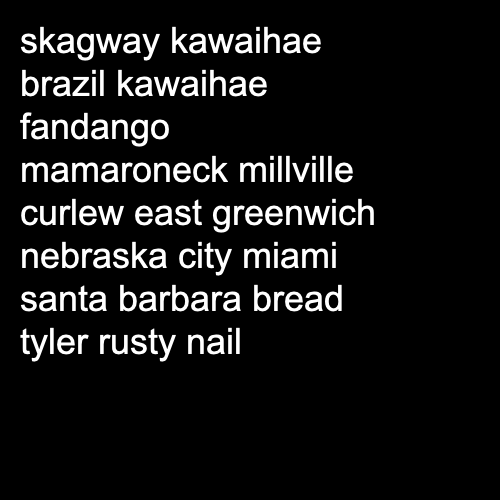 skagway kawaihae
brazil kawaihae
fandango
mamaroneck millville
curlew east greenwich
nebraska city miami
santa barbara bread
tyler rusty nail